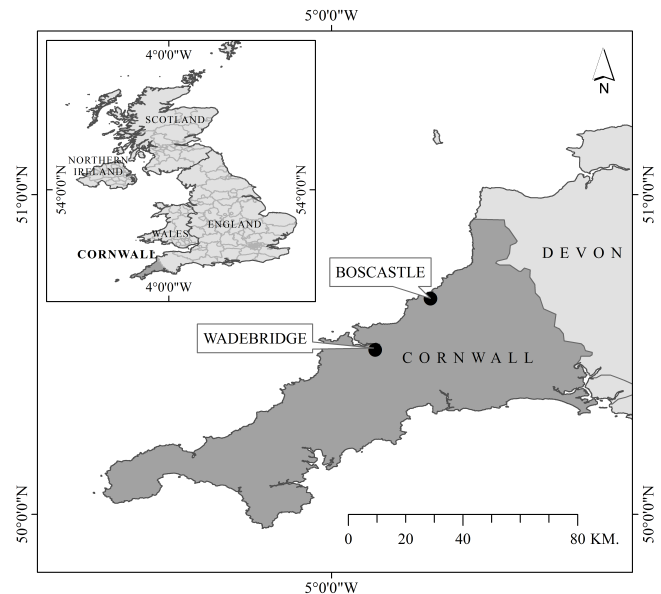 5°0'0"W
4°0'0"W
SCOTLAND
NORTHERN
IRELAND
54°0'0"N
54°0'0"N
WALES
ENGLAND
CORNWALL
4°0'0"W
N
51°0'0"N
51°0'0"N
DEVON
BOSCASTLE
WADEBRIDGE
CORNWALL
50°0'0"N
50°0'0"N
0 20 40 80 KM.
5°0'0"W